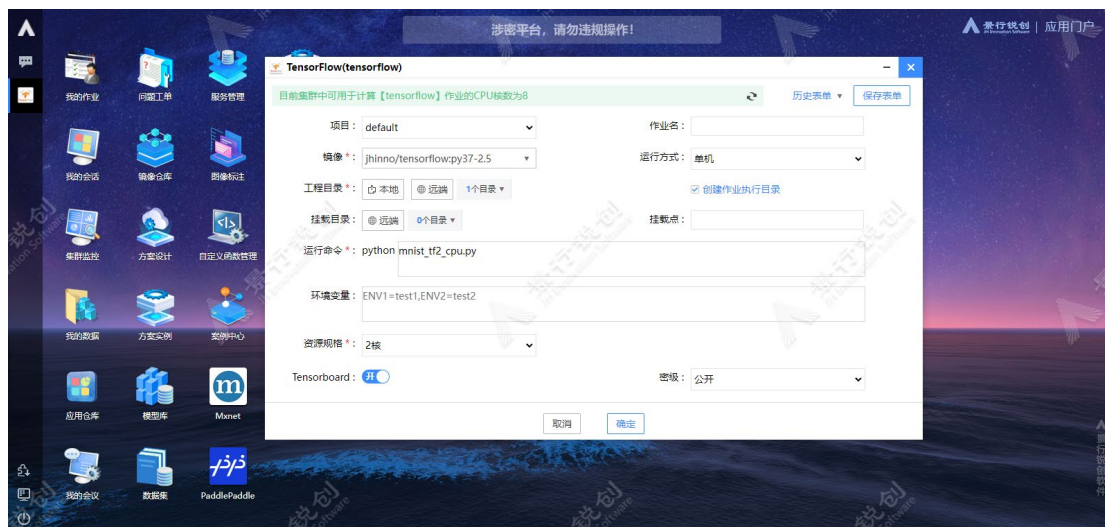 涉密平台，请勿违规操作！
景行锐创
应用门户
我的作业
问题工单
服务管理
我的会话
镜像仓库
图像标注
集群监控
方案设计
自定义函数管理
我的数据
方案实例
案例中心
应用仓库
模型库
Mxnet
我的会议
数据集
PaddlePaddle
TensorFlow(tensorflow)
目前集群中可用于计算【tensorflow】作业的CPU核数为8
历史表单
保存表单
项目： default
作业名：
镜像*： jhinno/tensorflow:py37-2.5
运行方式： 单机
工程目录*： 本地 远端 1个目录
创建作业执行目录
挂载目录： 远端 0个目录
挂载点：
运行命令*： python mnist_tf2_cpu.py
环境变量： ENV1=test1,ENV2=test2
资源规格*： 2核
Tensorboard： 开
密级： 公开
取消
确定
景行锐创软件